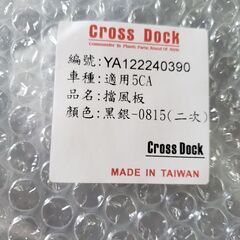 Cross Dock
Commander In Plastic Parts, Brand Of Attic
編號:YA122240390
車種:適用5CA
品名:擋風板
顏色:黑銀-0815(二次)
Cross Dock
MADE IN TAIWAN